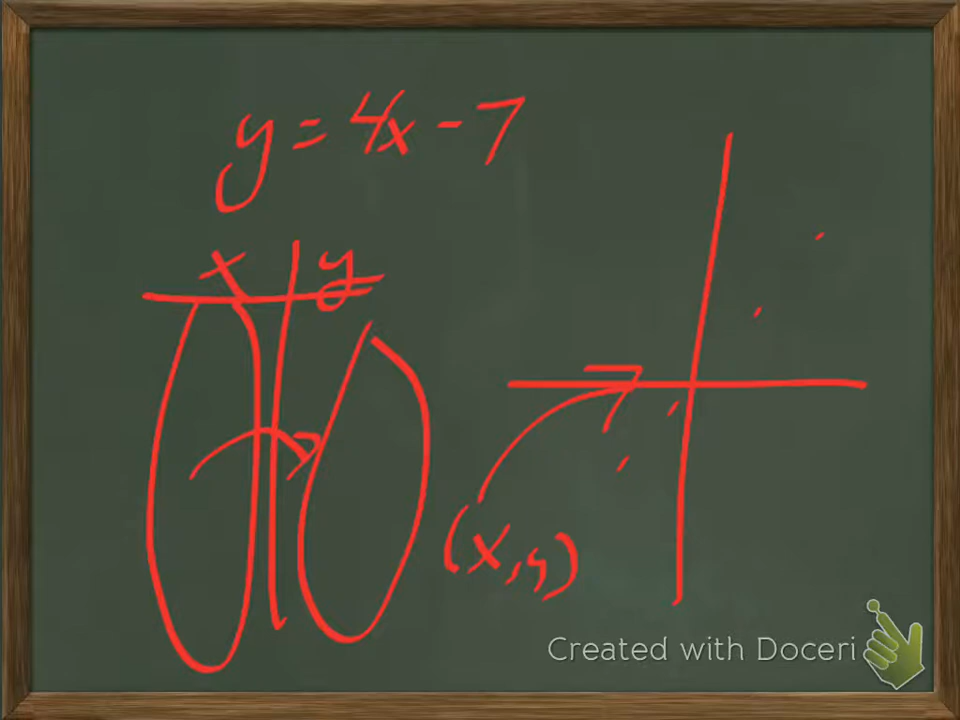 y = 4x - 7
x y
(x, y)
Created with Doceri